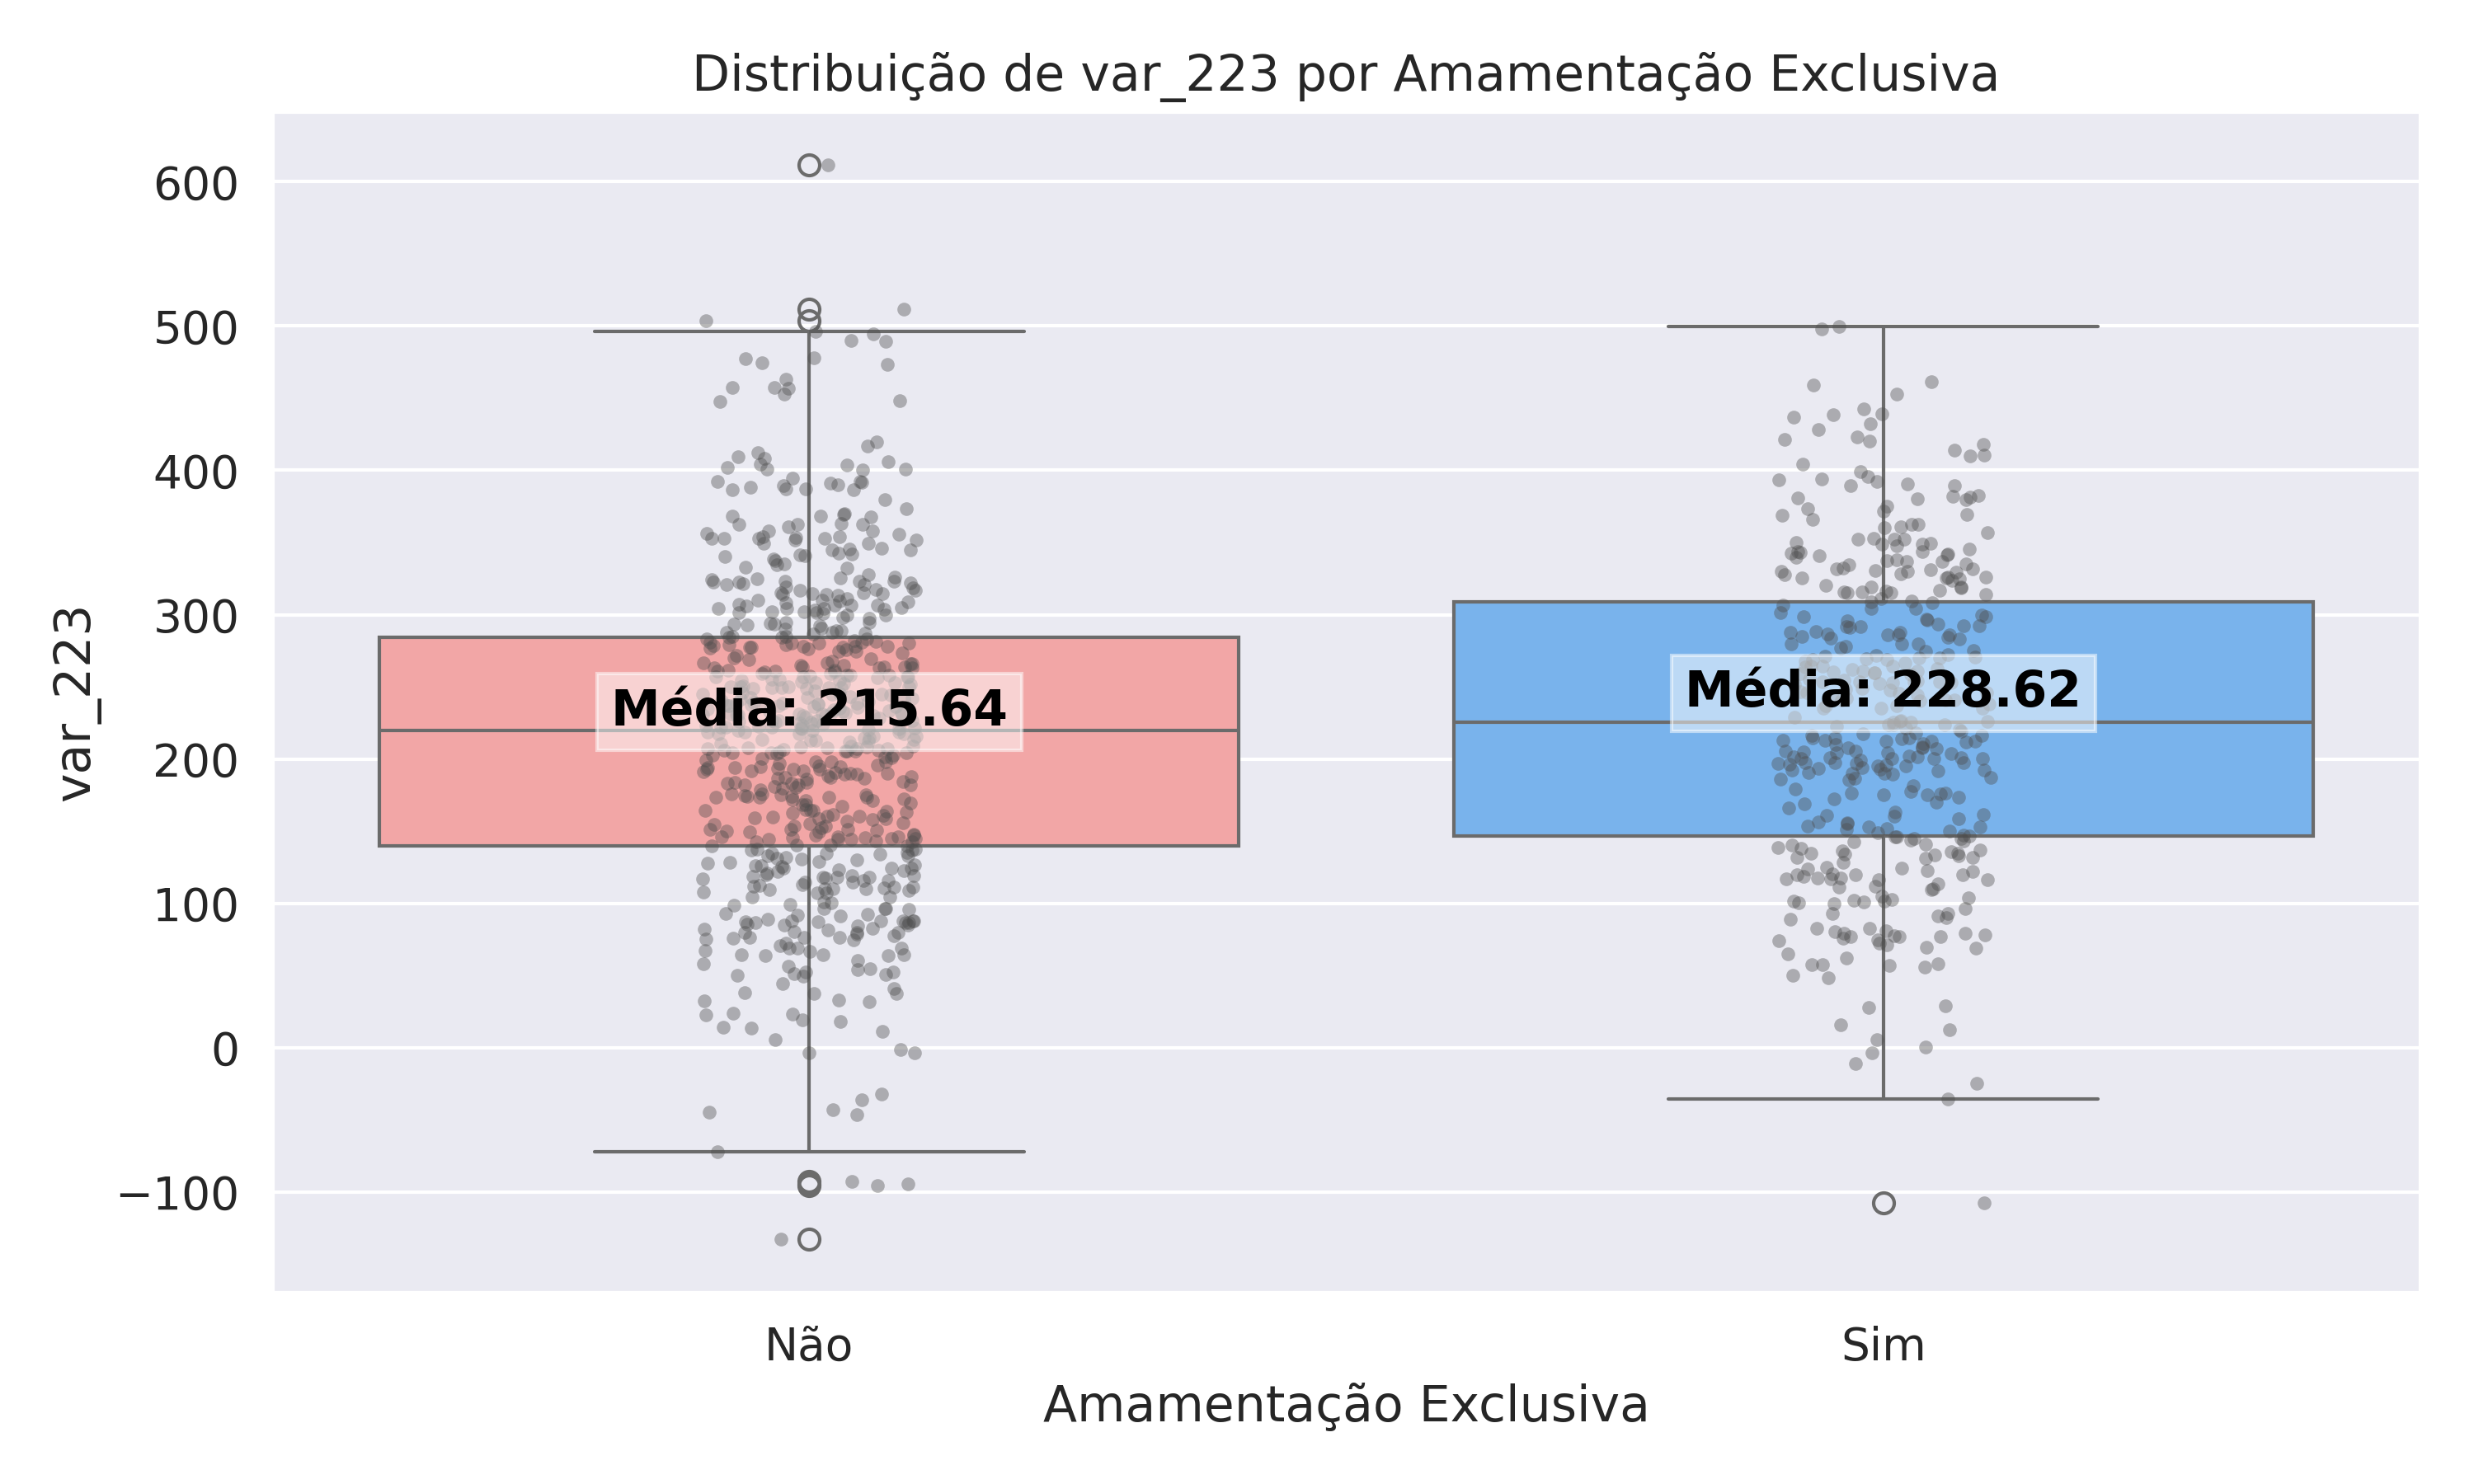 Distribuição de var_223 por Amamentação Exclusiva
600
500
400
300
200
100
0
−100
var_223
Média: 215.64
Média: 228.62
Não
Sim
Amamentação Exclusiva